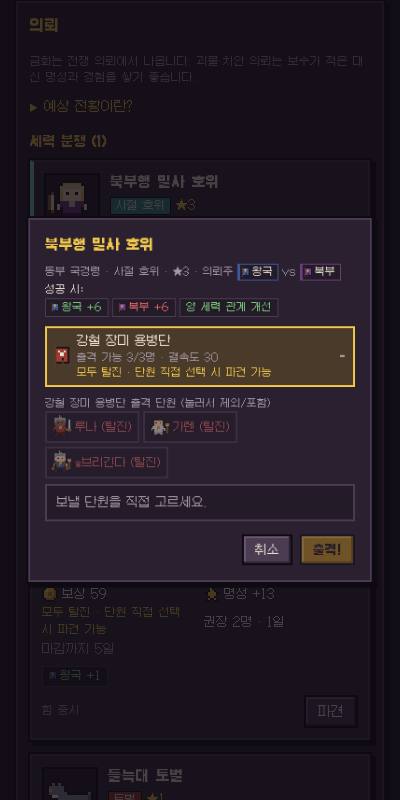 의뢰
금화는 전쟁 의뢰에서 나옵니다. 괴물·치안 의뢰는 보수가 적은 대
신 명성과 경험을 쌓기 좋습니다.
▶ 예상 전황이란?
세력 분쟁 (1)
북부행 밀사 호위
사절 호위 ★3
북부행 밀사 호위
동부 국경령 · 사절 호위 · ★3 · 의뢰주 왕국 vs 북부
성공 시:
왕국 +6 북부 +6 양 세력 관계 개선
강철 장미 용병단
출격 가능 3/3명 · 결속도 30
모두 탈진 · 단원 직접 선택 시 파견 가능
-
강철 장미 용병단 출격 단원 (눌러서 제외/포함)
루나 (탈진) 기렌 (탈진)
브리긴다 (탈진)
보낼 단원을 직접 고르세요.
취소 출격!
보상 59 명성 +13
모두 탈진 · 단원 직접 선택
시 파견 가능
권장 2명 · 1일
마감까지 5일
왕국 +1
힘 중시 파견
들늑대 토벌
토벌 ★1